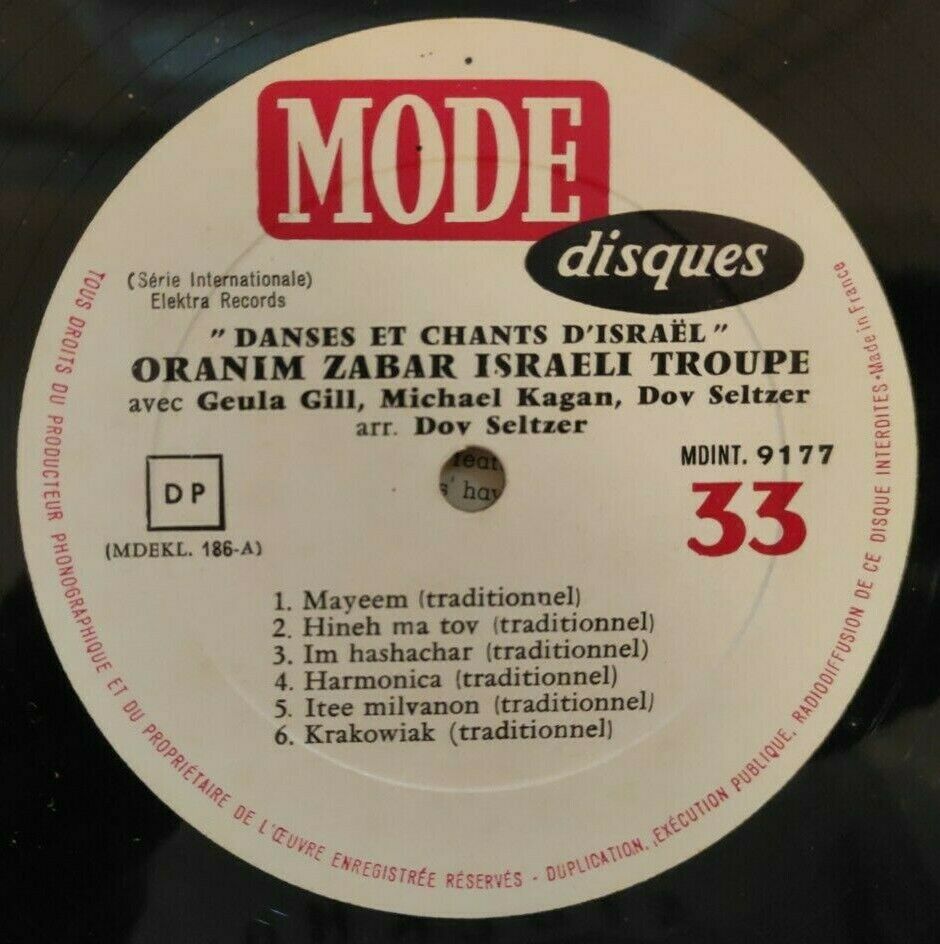 MODE
disques
(Série Internationale)
Elektra Records
" DANSES ET CHANTS D'ISRAËL "
ORANIM ZABAR ISRAELI TROUPE
avec Geula Gill, Michael Kagan, Dov Seltzer
arr. Dov Seltzer
DP
(MDEKL. 186-A)
MDINT. 9177
33
1. Mayeem (traditionnel)
2. Hineh ma tov (traditionnel)
3. Im hashachar (traditionnel)
4. Harmonica (traditionnel)
5. Itee milvanon (traditionnel)
6. Krakowiak (traditionnel)
TOUS DROITS DU PRODUCTEUR PHONOGRAPHIQUE ET DU PROPRIÉTAIRE DE L'ŒUVRE ENREGISTRÉE RÉSERVÉS - DUPLICATION, EXÉCUTION PUBLIQUE, RADIODIFFUSION DE CE DISQUE INTERDITES • Made in France